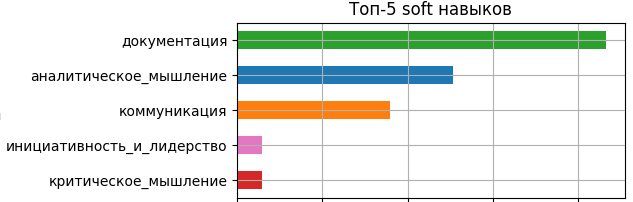 Топ-5 soft навыков
документация
аналитическое_мышление
коммуникация
инициативность_и_лидерство
критическое_мышление